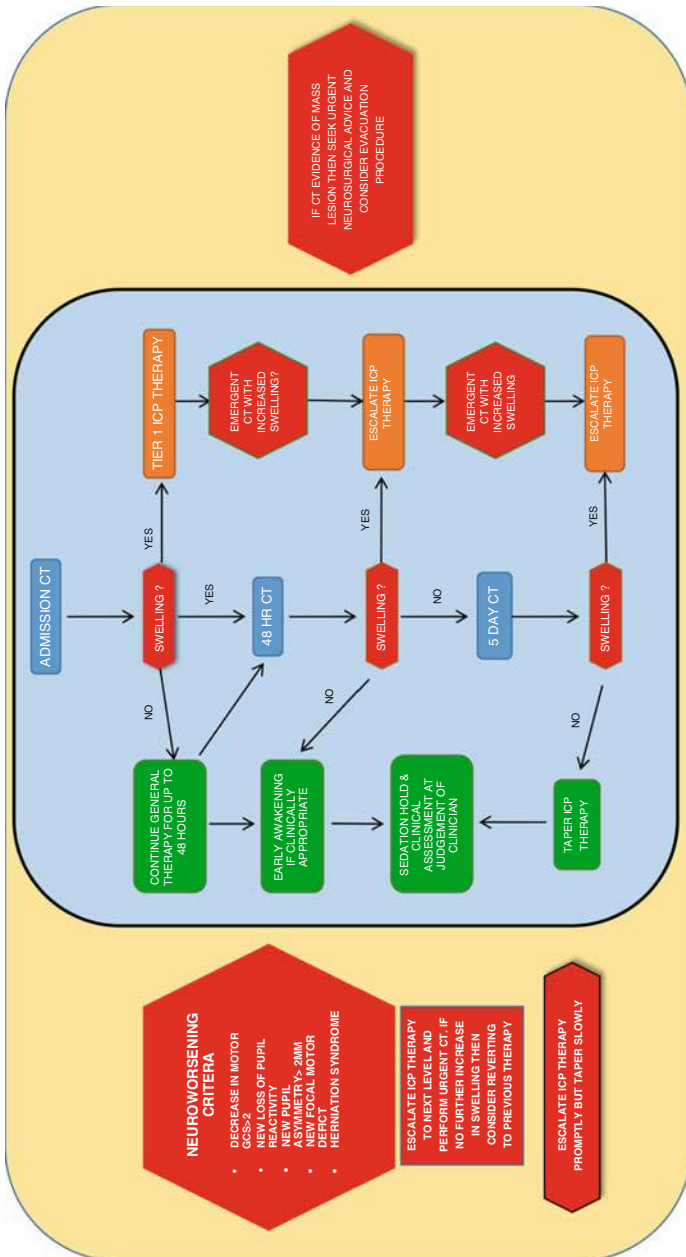 NEUROWORSENING
CRITERA
• DECREASE IN MOTOR
GCS>2
• NEW LOSS OF PUPIL
REACTIVITY
• NEW PUPIL
ASYMMETRY> 2MM
• NEW FOCAL MOTOR
DEFICT
• HERNIATION SYNDROME
ESCALATE ICP THERAPY
TO NEXT LEVEL AND
PERFORM URGENT CT. IF
NO FURTHER INCREASE
IN SWELLING THEN
CONSIDER REVERTING
TO PREVIOUS THERAPY
ESCALATE ICP THERAPY
PROMPTLY BUT TAPER SLOWLY
ADMISSION CT
SWELLING ?
NO
YES
YES
CONTINUE GENERAL
THERAPY FOR UP TO
48 HOURS
TIER 1 ICP THERAPY
48 HR CT
EMERGENT
CT WITH
INCREASED
SWELLING?
EARLY AWAKENING
IF CLINICALLY
APPROPRIATE
NO
SWELLING ?
YES
ESCALATE ICP
THERAPY
NO
SEDATION HOLD &
CLINICAL
ASSESSMENT AT
JUDGEMENT OF
CLINICIAN
5 DAY CT
EMERGENT
CT WITH
INCREASED
SWELLING
TAPER ICP
THERAPY
NO
SWELLING ?
YES
ESCALATE ICP
THERAPY
IF CT EVIDENCE OF MASS
LESION THEN SEEK URGENT
NEUROSURGICAL ADVICE AND
CONSIDER EVACUATION
PROCEDURE